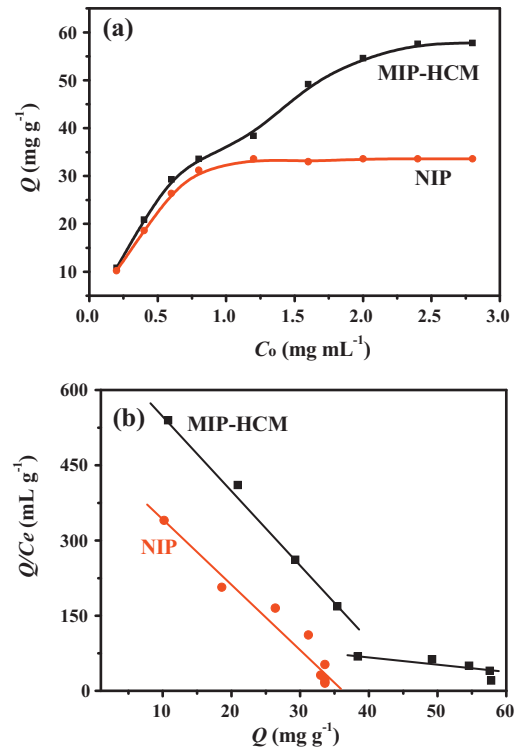 (a)
60
50
40
30
20
10
Q (mg g⁻¹)
MIP-HCM
NIP
0.0 0.5 1.0 1.5 2.0 2.5 3.0
Co (mg mL⁻¹)
(b)
600
450
300
150
0
Q/Ce (mL g⁻¹)
MIP-HCM
NIP
10 20 30 40 50 60
Q (mg g⁻¹)